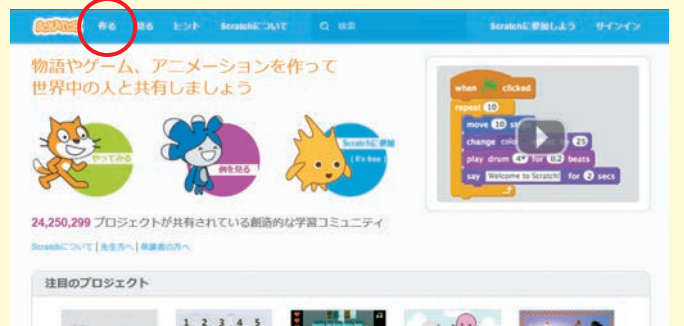 SCRATCH 作る 見る ヒント Scratchについて 検索 Scratchに参加しよう サインイン
物語やゲーム、アニメーションを作って
世界中の人と共有しましょう
やってみる
例を見る
Scratchに参加
( It's free )
when clicked
repeat 10
move 10
change 25
play drum 4 for 0.2 beats
say Welcome to Scratch! for 2 secs
24,250,299 プロジェクトが共有されている創造的な学習コミュニティ
Scratchについて | 先生方へ | 保護者の方へ
注目のプロジェクト
1 2 3 4 5